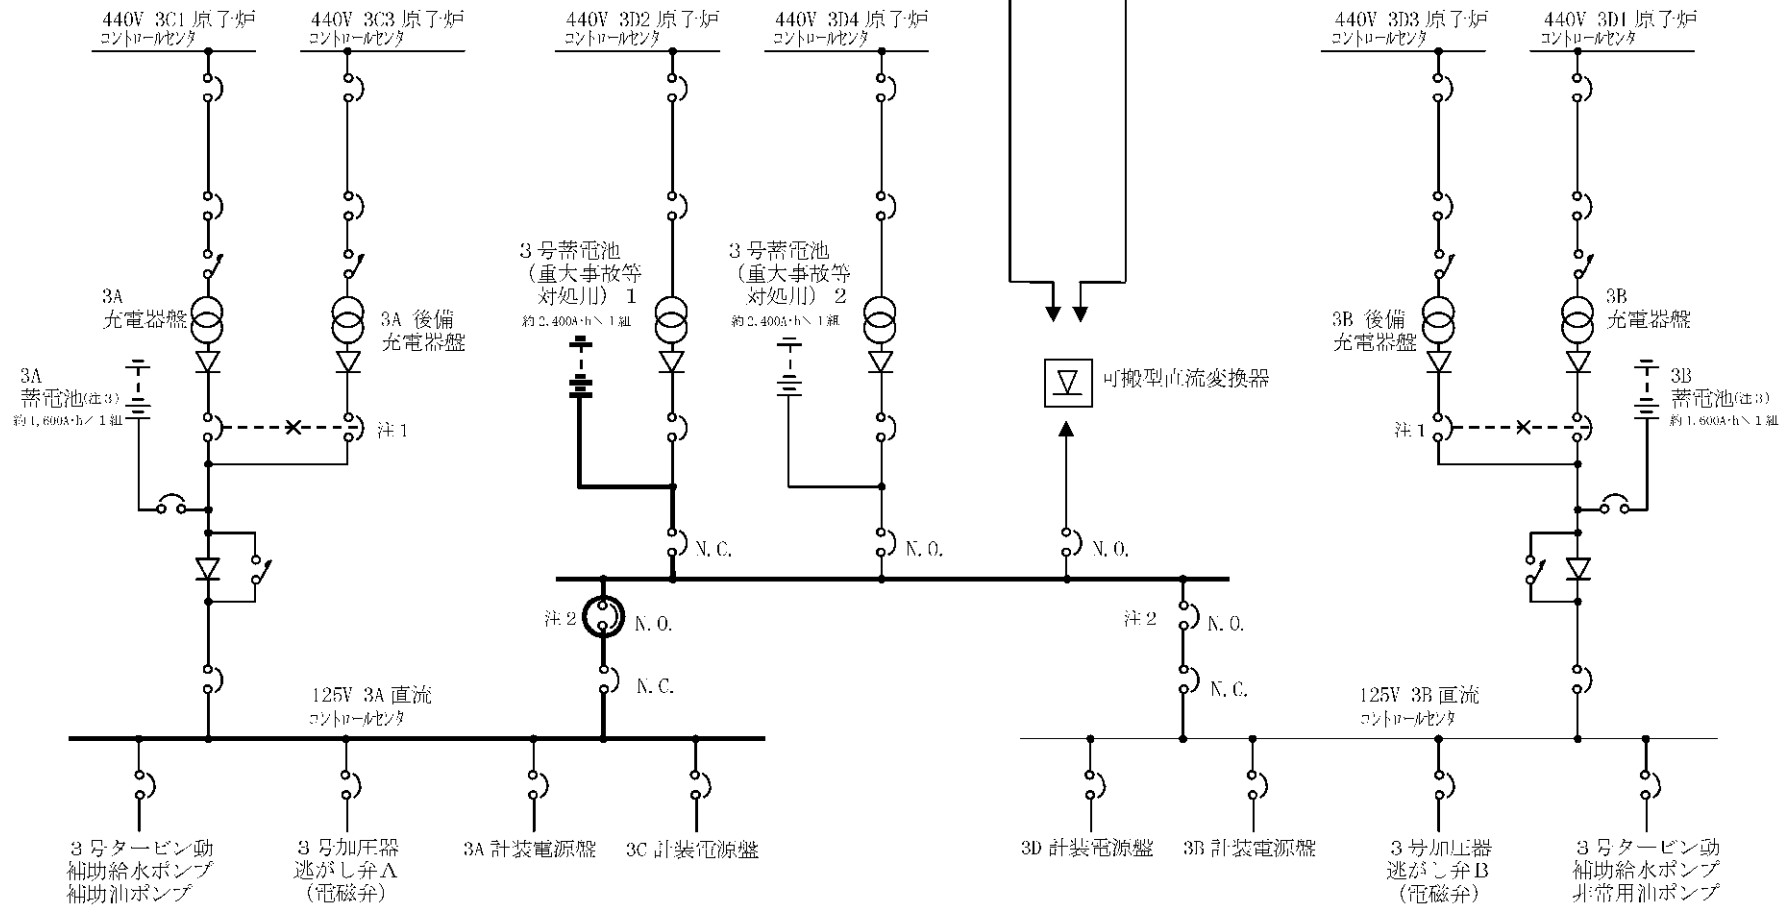 440V 3C1 原子炉
コントロールセンタ
440V 3C3 原子炉
コントロールセンタ
440V 3D2 原子炉
コントロールセンタ
440V 3D4 原子炉
コントロールセンタ
440V 3D3 原子炉
コントロールセンタ
440V 3D1 原子炉
コントロールセンタ
3A
充電器盤
3A 後備
充電器盤
3号蓄電池
(重大事故等
対処用) 1
約2,400A·h/1組
3号蓄電池
(重大事故等
対処用) 2
約2,400A·h/1組
3B 後備
充電器盤
3B
充電器盤
3A
蓄電池(注3)
約1,600A·h/1組
注1
可搬型直流変換器
注1
3B
蓄電池(注3)
約1,600A·h/1組
N.C.
N.O.
N.O.
注2
N.O.
注2
N.O.
N.C.
N.C.
125V 3A 直流
コントロールセンタ
125V 3B 直流
コントロールセンタ
3号タービン動
補助給水ポンプ
補助油ポンプ
3号加圧器
逃がし弁A
(電磁弁)
3A 計装電源盤
3C 計装電源盤
3D 計装電源盤
3B 計装電源盤
3号加圧器
逃がし弁B
(電磁弁)
3号タービン動
補助給水ポンプ
非常用油ポンプ